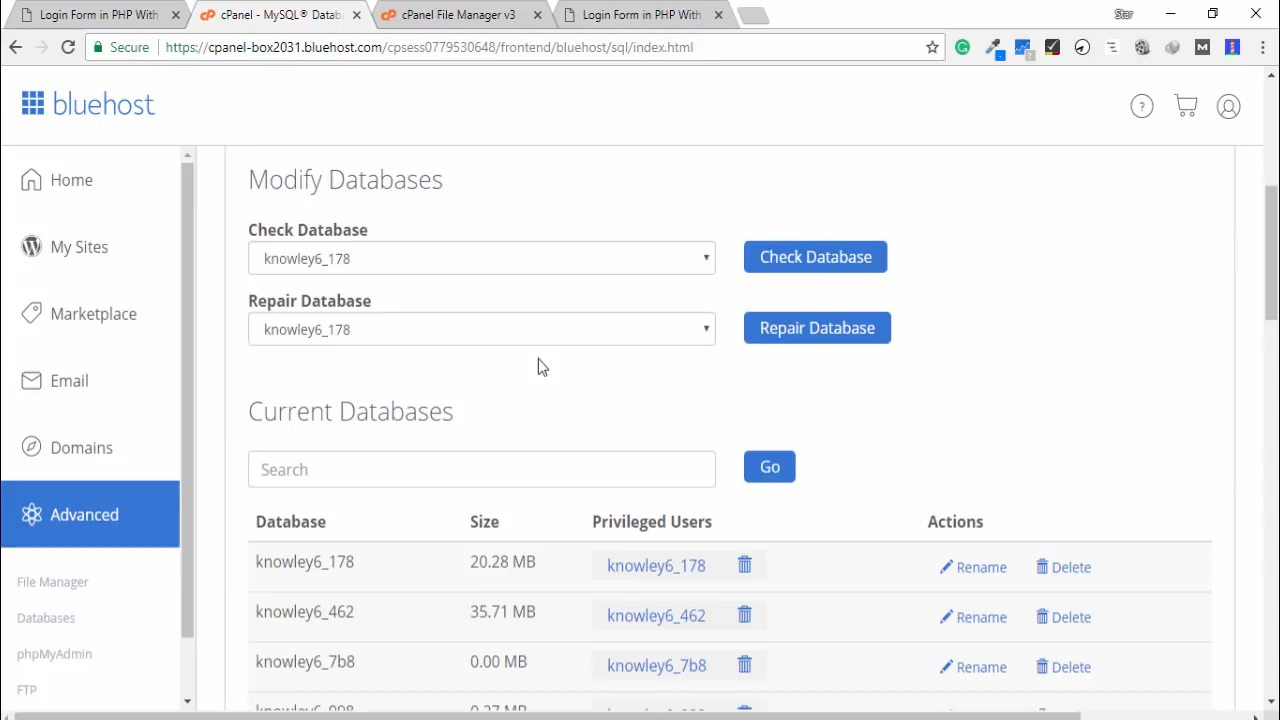 Login Form in PHP With
cPanel - MySQL® Datab
cPanel File Manager v3
Login Form in PHP With
Star
Secure
https://cpanel-box2031.bluehost.com/cpsess0779530648/frontend/bluehost/sql/index.html
bluehost
Home
My Sites
Marketplace
Email
Domains
Advanced
File Manager
Databases
phpMyAdmin
FTP
Modify Databases
Check Database
knowley6_178
Check Database
Repair Database
knowley6_178
Repair Database
Current Databases
Search
Go
Database Size Privileged Users Actions
knowley6_178 20.28 MB knowley6_178 Rename Delete
knowley6_462 35.71 MB knowley6_462 Rename Delete
knowley6_7b8 0.00 MB knowley6_7b8 Rename Delete